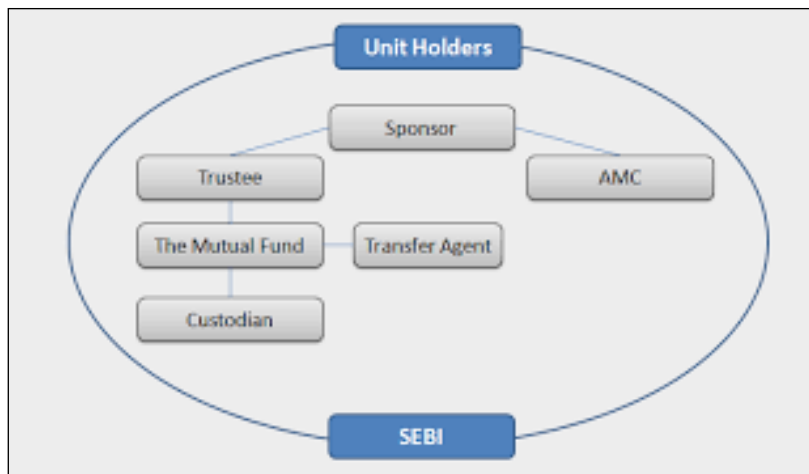 Unit Holders
Sponsor
Trustee
AMC
The Mutual Fund
Transfer Agent
Custodian
SEBI